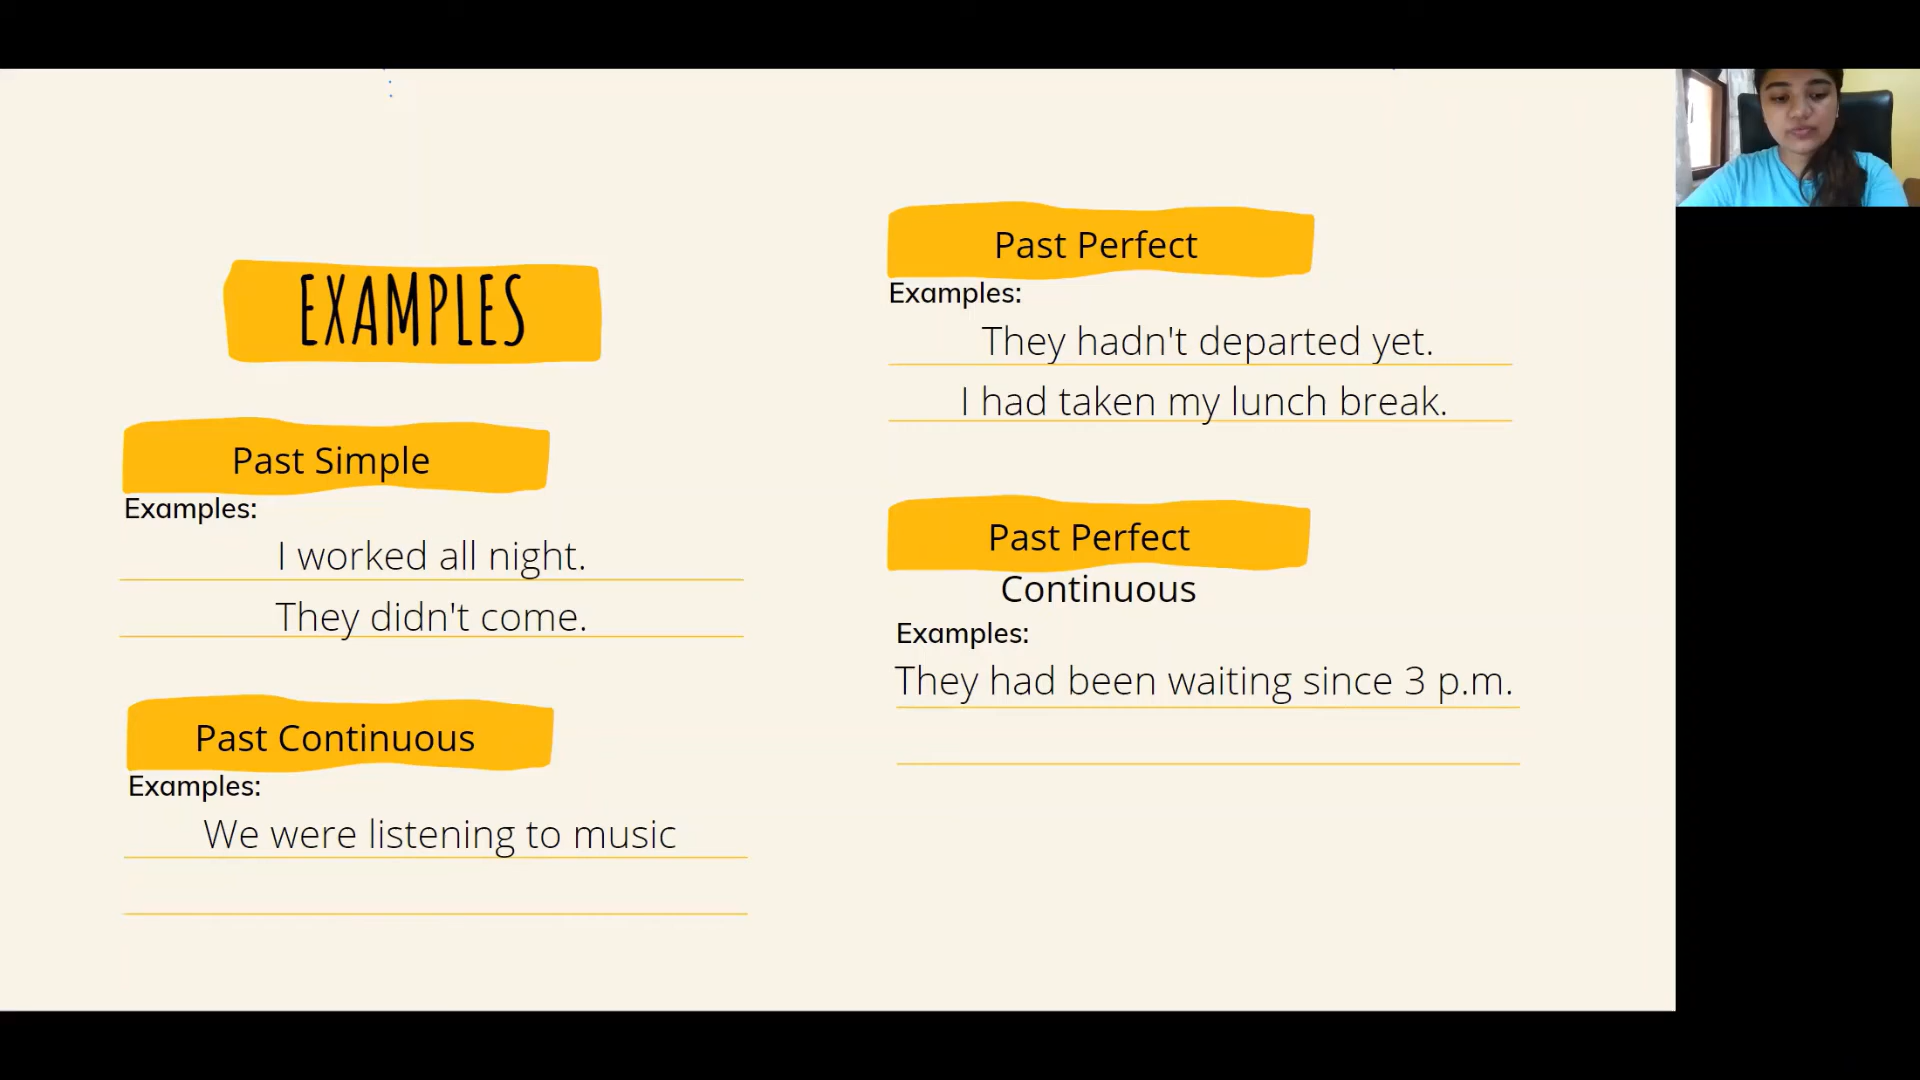 EXAMPLES
Past Simple
Examples:
I worked all night.
They didn't come.
Past Continuous
Examples:
We were listening to music
Past Perfect
Examples:
They hadn't departed yet.
I had taken my lunch break.
Past Perfect
Continuous
Examples:
They had been waiting since 3 p.m.